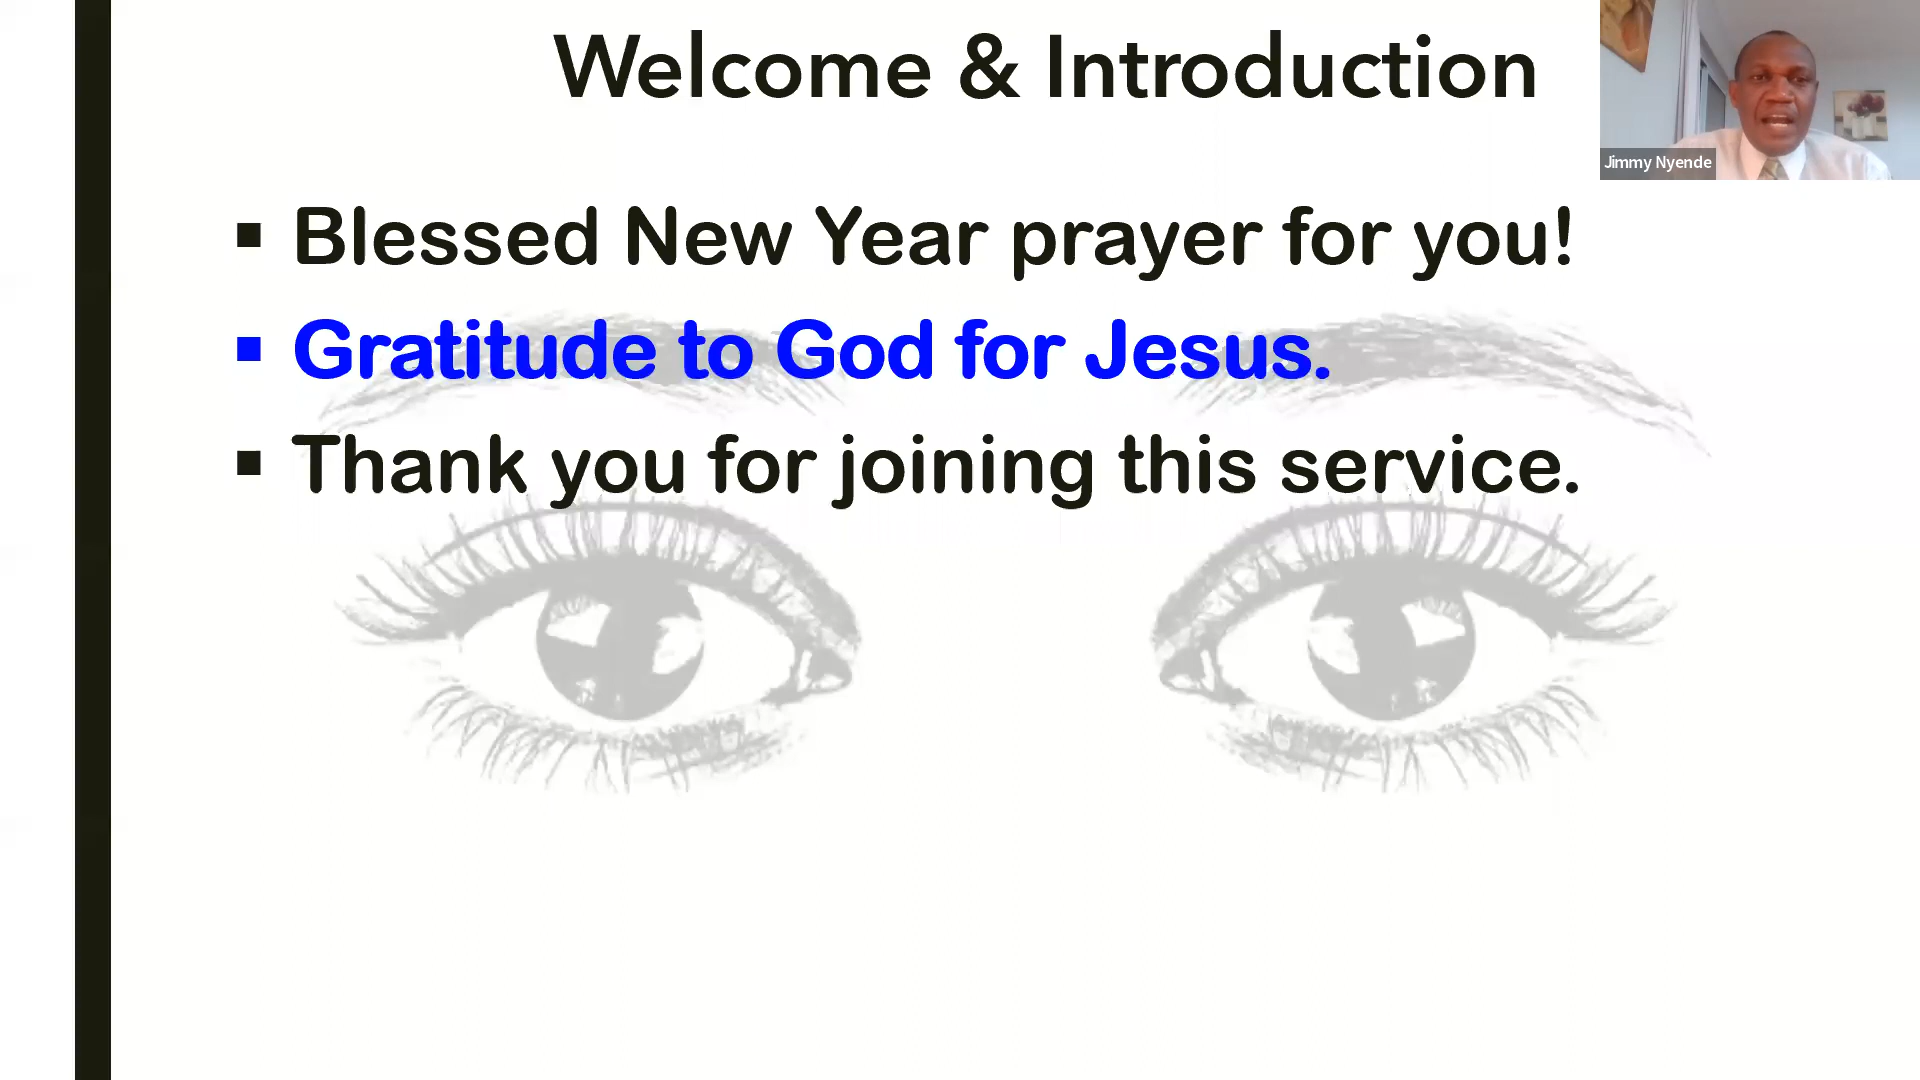 Welcome & Introduction
Jimmy Nyende
▪ Blessed New Year prayer for you!
▪ Gratitude to God for Jesus.
▪ Thank you for joining this service.